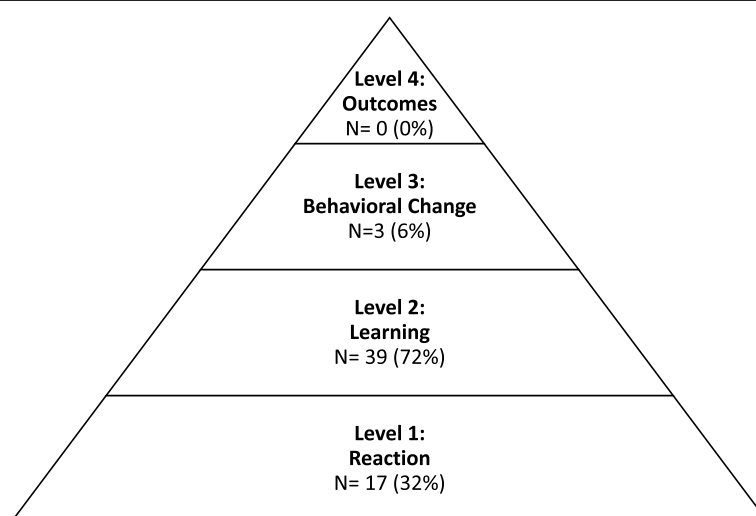 Level 4:
Outcomes
N= 0 (0%)
Level 3:
Behavioral Change
N=3 (6%)
Level 2:
Learning
N= 39 (72%)
Level 1:
Reaction
N= 17 (32%)